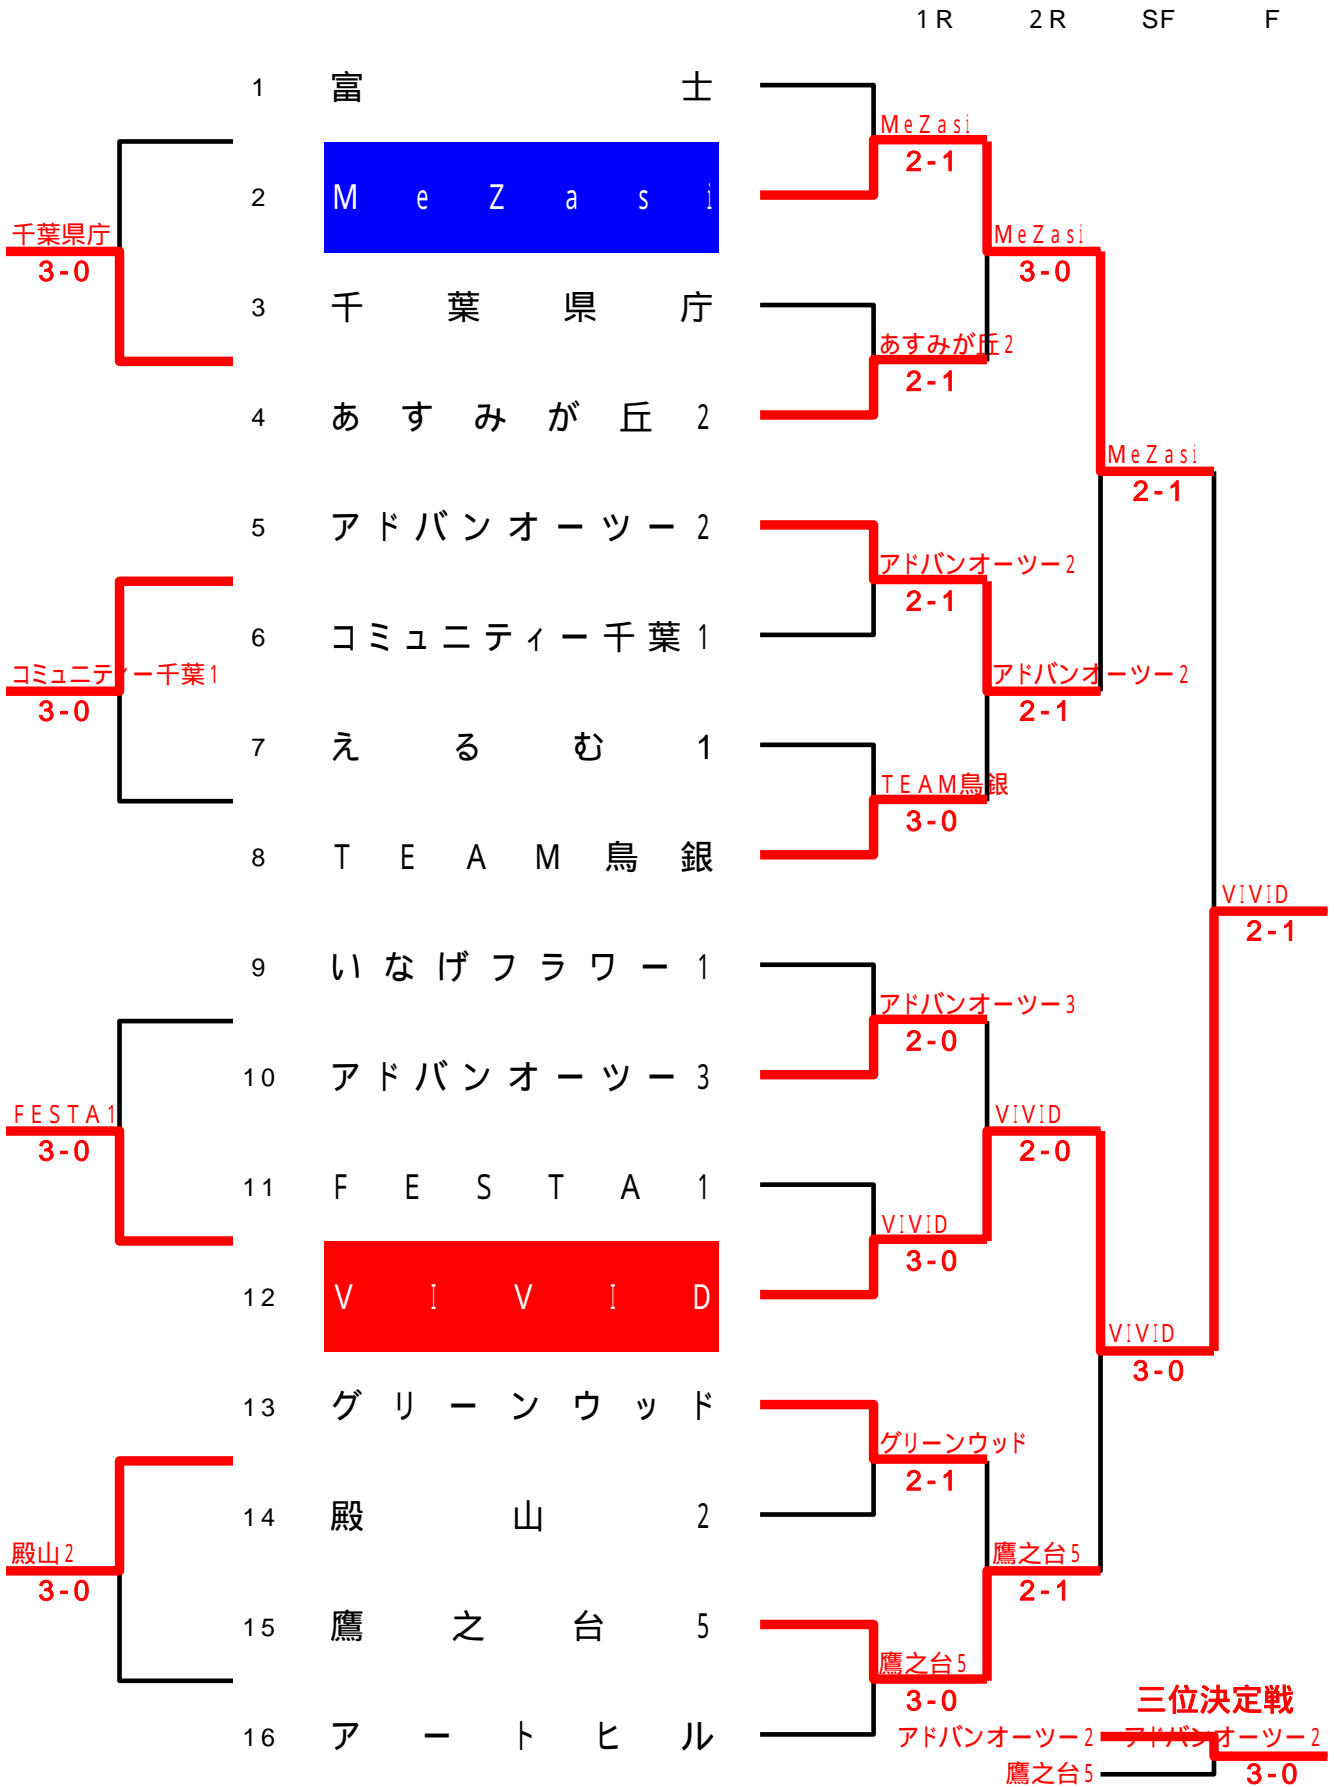 1R 2R SF F
1 富士
MeZasi
2-1
2 MeZasi
千葉県庁
3-0
MeZasi
3-0
3 千葉県庁
あすみが丘2
2-1
4 あすみが丘2
MeZasi
2-1
5 アドバンオーツー2
アドバンオーツー2
2-1
6 コミュニティー千葉1
コミュニティー千葉1
3-0
アドバンオーツー2
2-1
7 えるむ1
TEAM鳥銀
3-0
8 TEAM鳥銀
VIVID
2-1
9 いなげフラワー1
アドバンオーツー3
2-0
10 アドバンオーツー3
FESTA1
3-0
VIVID
2-0
11 FESTA1
VIVID
3-0
12 VIVID
VIVID
3-0
13 グリーンウッド
グリーンウッド
2-1
14 殿山2
殿山2
3-0
鷹之台5
2-1
15 鷹之台5
鷹之台5
3-0
三位決定戦
16 アートヒル
アドバンオーツー2 アドバンオーツー2
鷹之台5 3-0